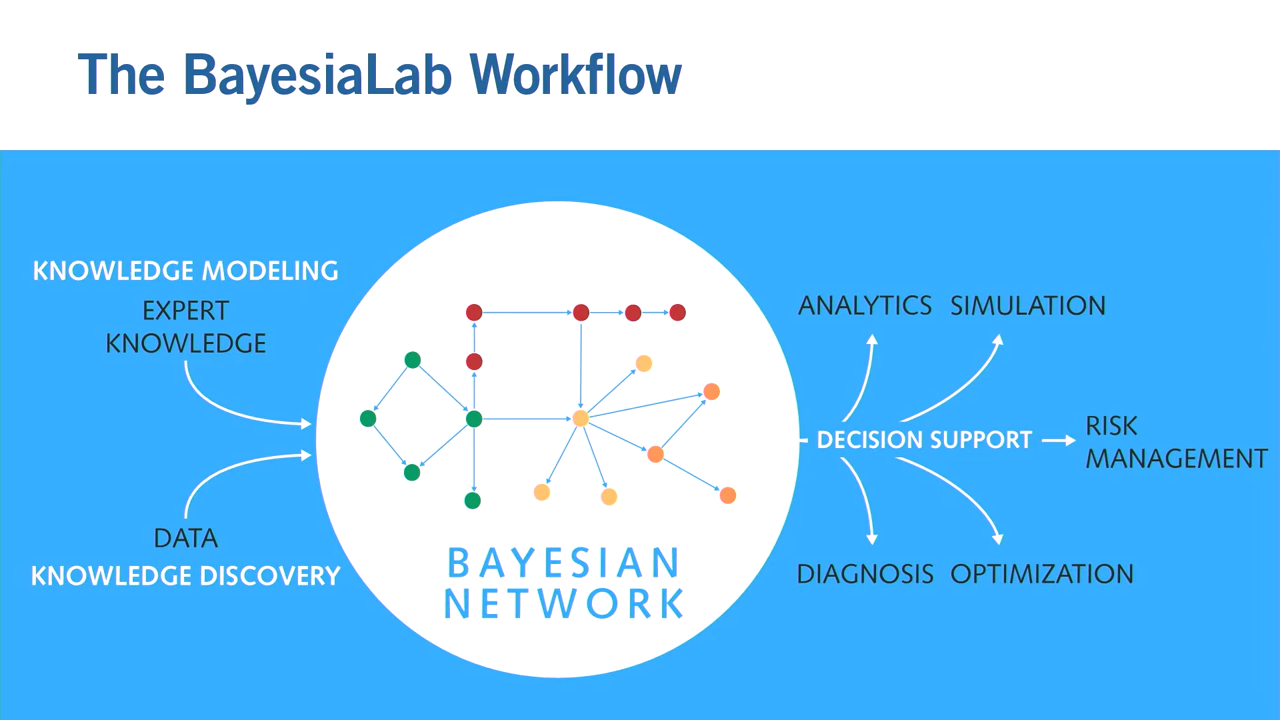 The BayesiaLab Workflow
KNOWLEDGE MODELING
EXPERT
KNOWLEDGE
DATA
KNOWLEDGE DISCOVERY
BAYESIAN
NETWORK
ANALYTICS
SIMULATION
DECISION SUPPORT
RISK
MANAGEMENT
DIAGNOSIS
OPTIMIZATION